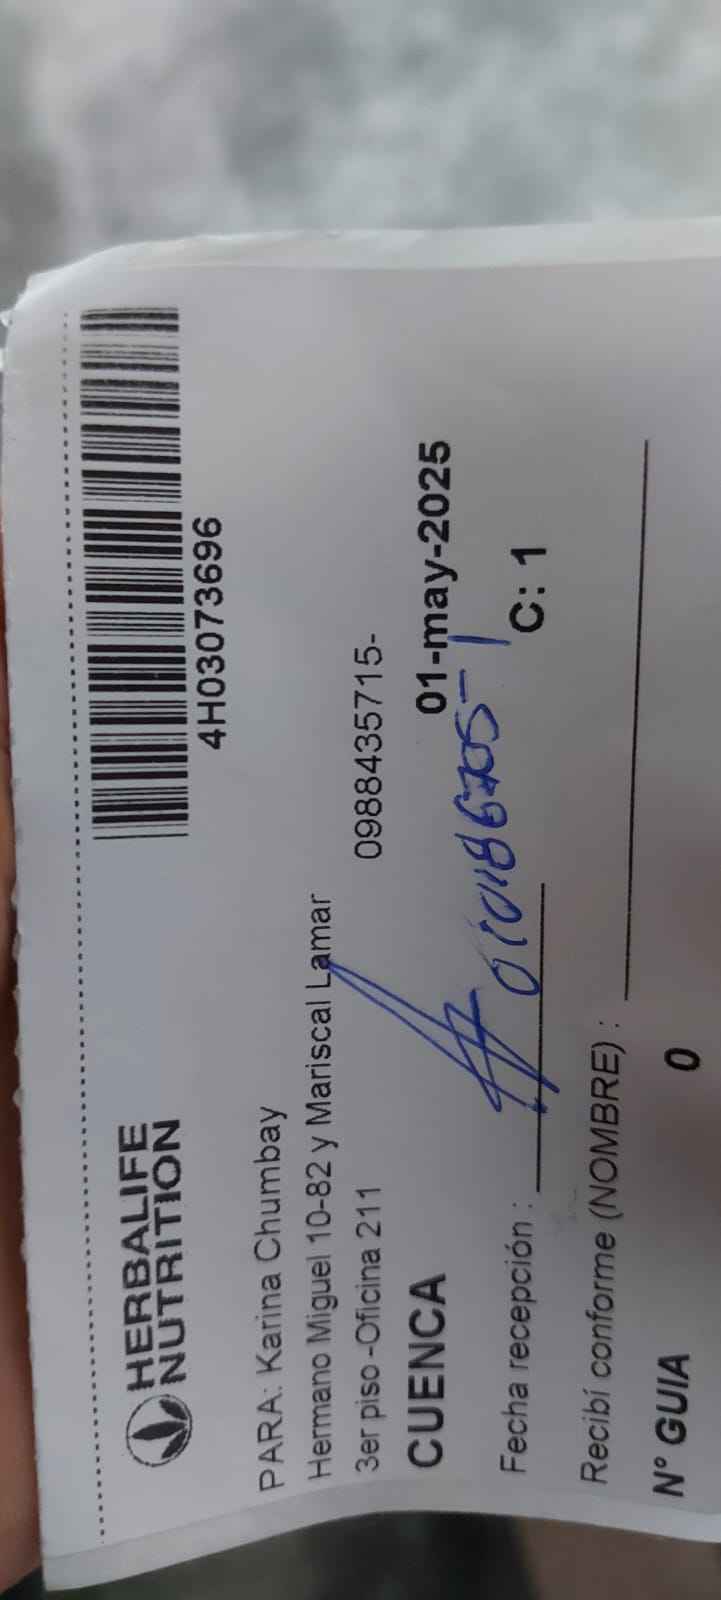 HERBALIFE
NUTRITION
4H03073696
PARA: Karina Chumbay
Hermano Miguel 10-82 y Mariscal Lamar
3er piso -Oficina 211 0988435715-
CUENCA 01-may-2025
Fecha recepción :
C: 1
Recibí conforme (NOMBRE) :
N° GUIA 0